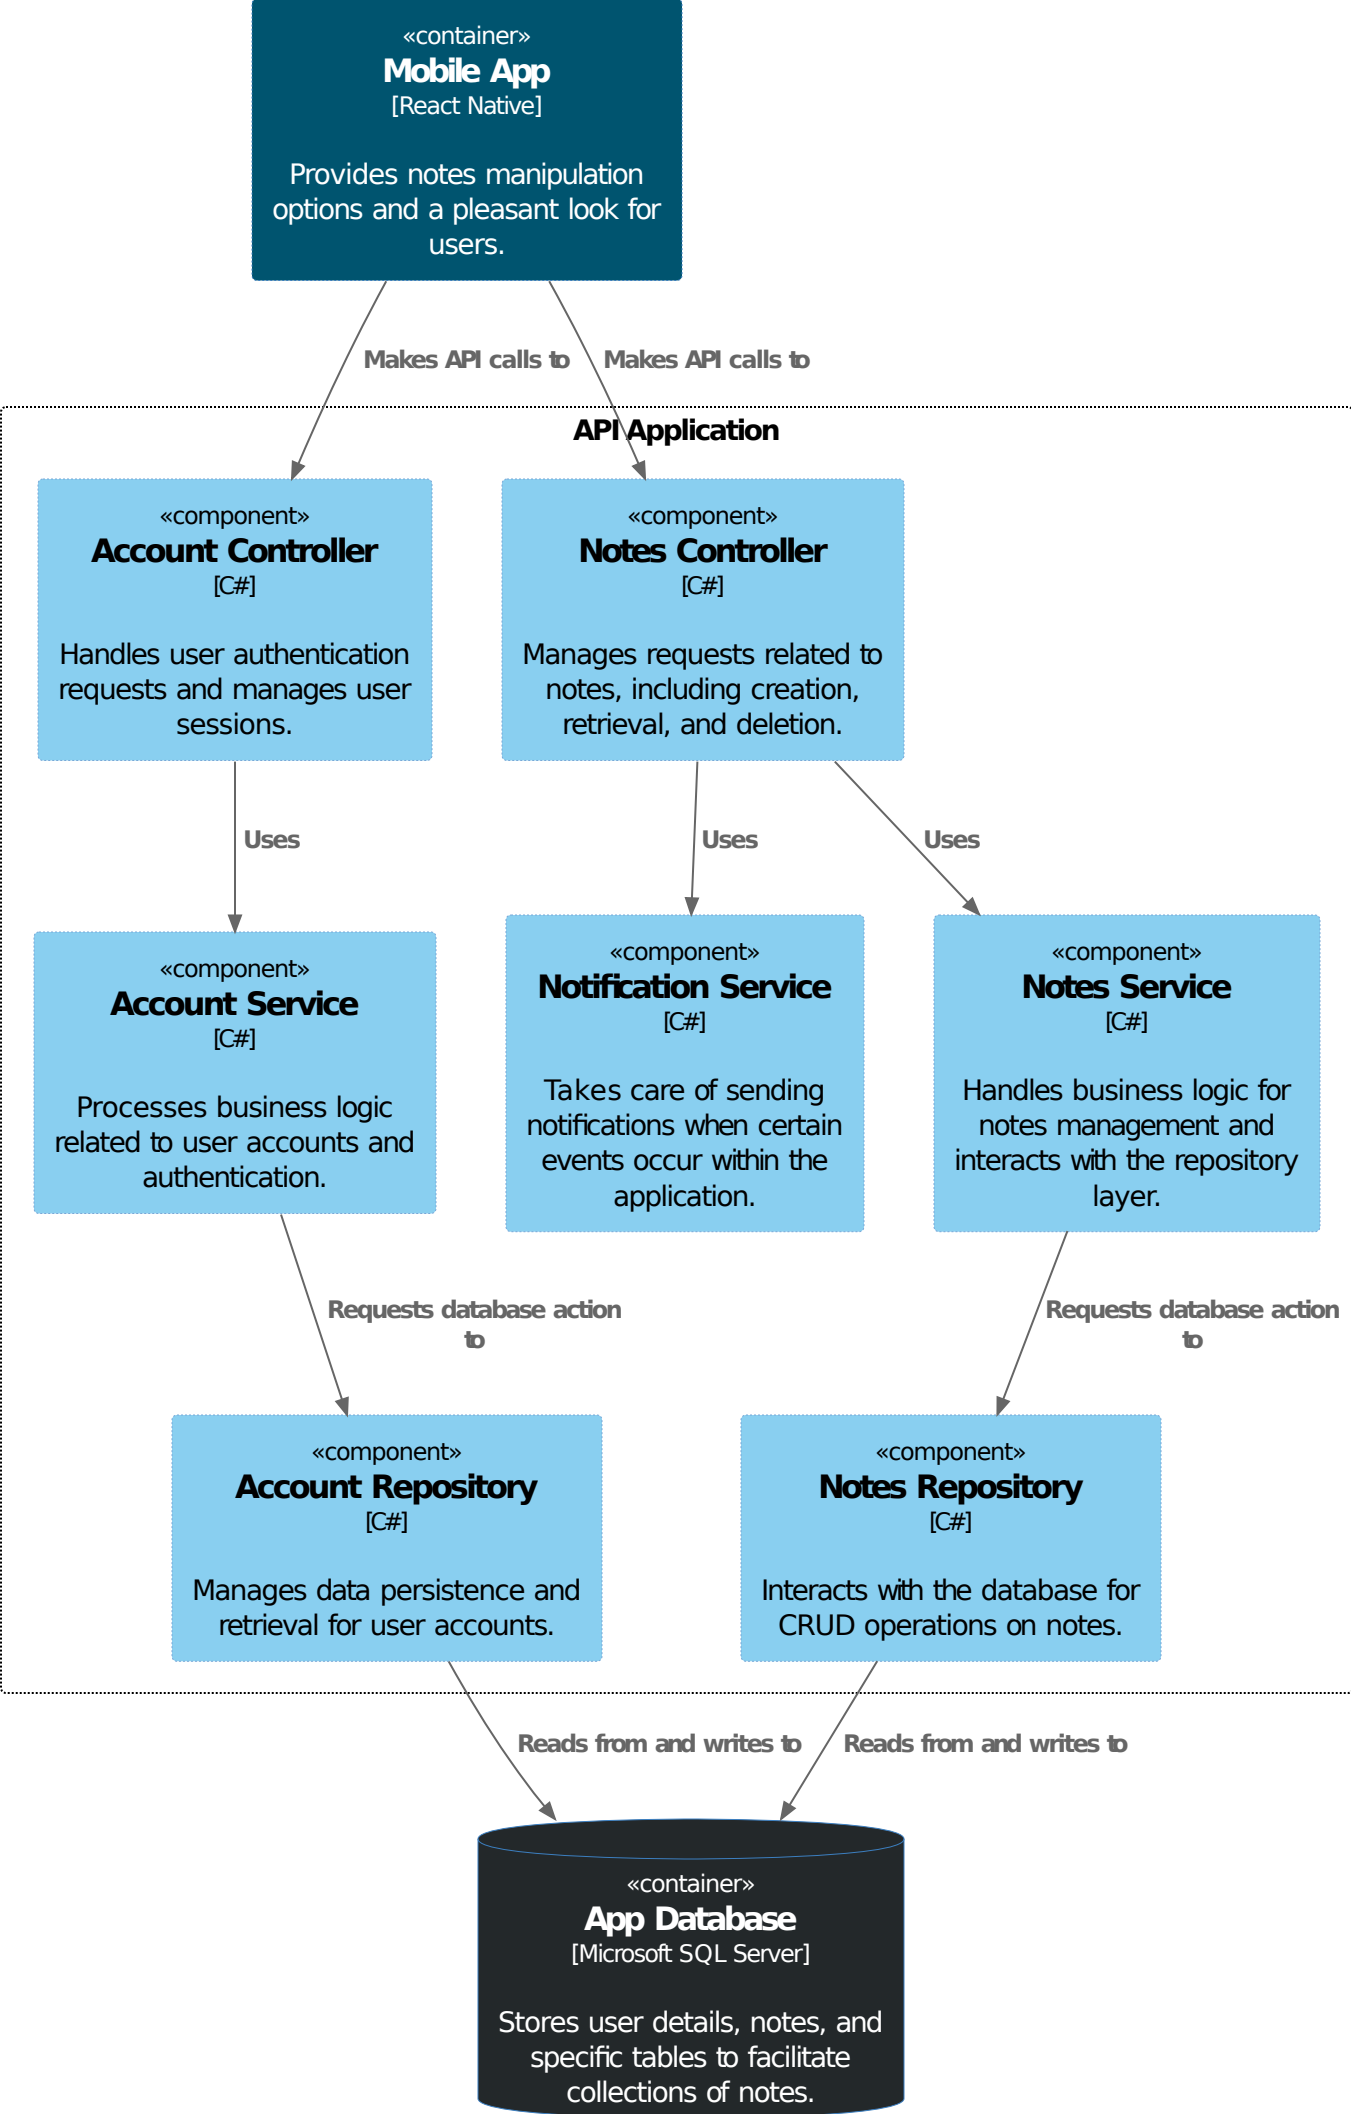 «container»
Mobile App
[React Native]
Provides notes manipulation
options and a pleasant look for
users.
Makes API calls to
Makes API calls to
API Application
«component»
Account Controller
[C#]
Handles user authentication
requests and manages user
sessions.
«component»
Notes Controller
[C#]
Manages requests related to
notes, including creation,
retrieval, and deletion.
Uses
Uses
Uses
«component»
Account Service
[C#]
Processes business logic
related to user accounts and
authentication.
«component»
Notification Service
[C#]
Takes care of sending
notifications when certain
events occur within the
application.
«component»
Notes Service
[C#]
Handles business logic for
notes management and
interacts with the repository
layer.
Requests database action
to
Requests database action
to
«component»
Account Repository
[C#]
Manages data persistence and
retrieval for user accounts.
«component»
Notes Repository
[C#]
Interacts with the database for
CRUD operations on notes.
Reads from and writes to
Reads from and writes to
«container»
App Database
[Microsoft SQL Server]
Stores user details, notes, and
specific tables to facilitate
collections of notes.